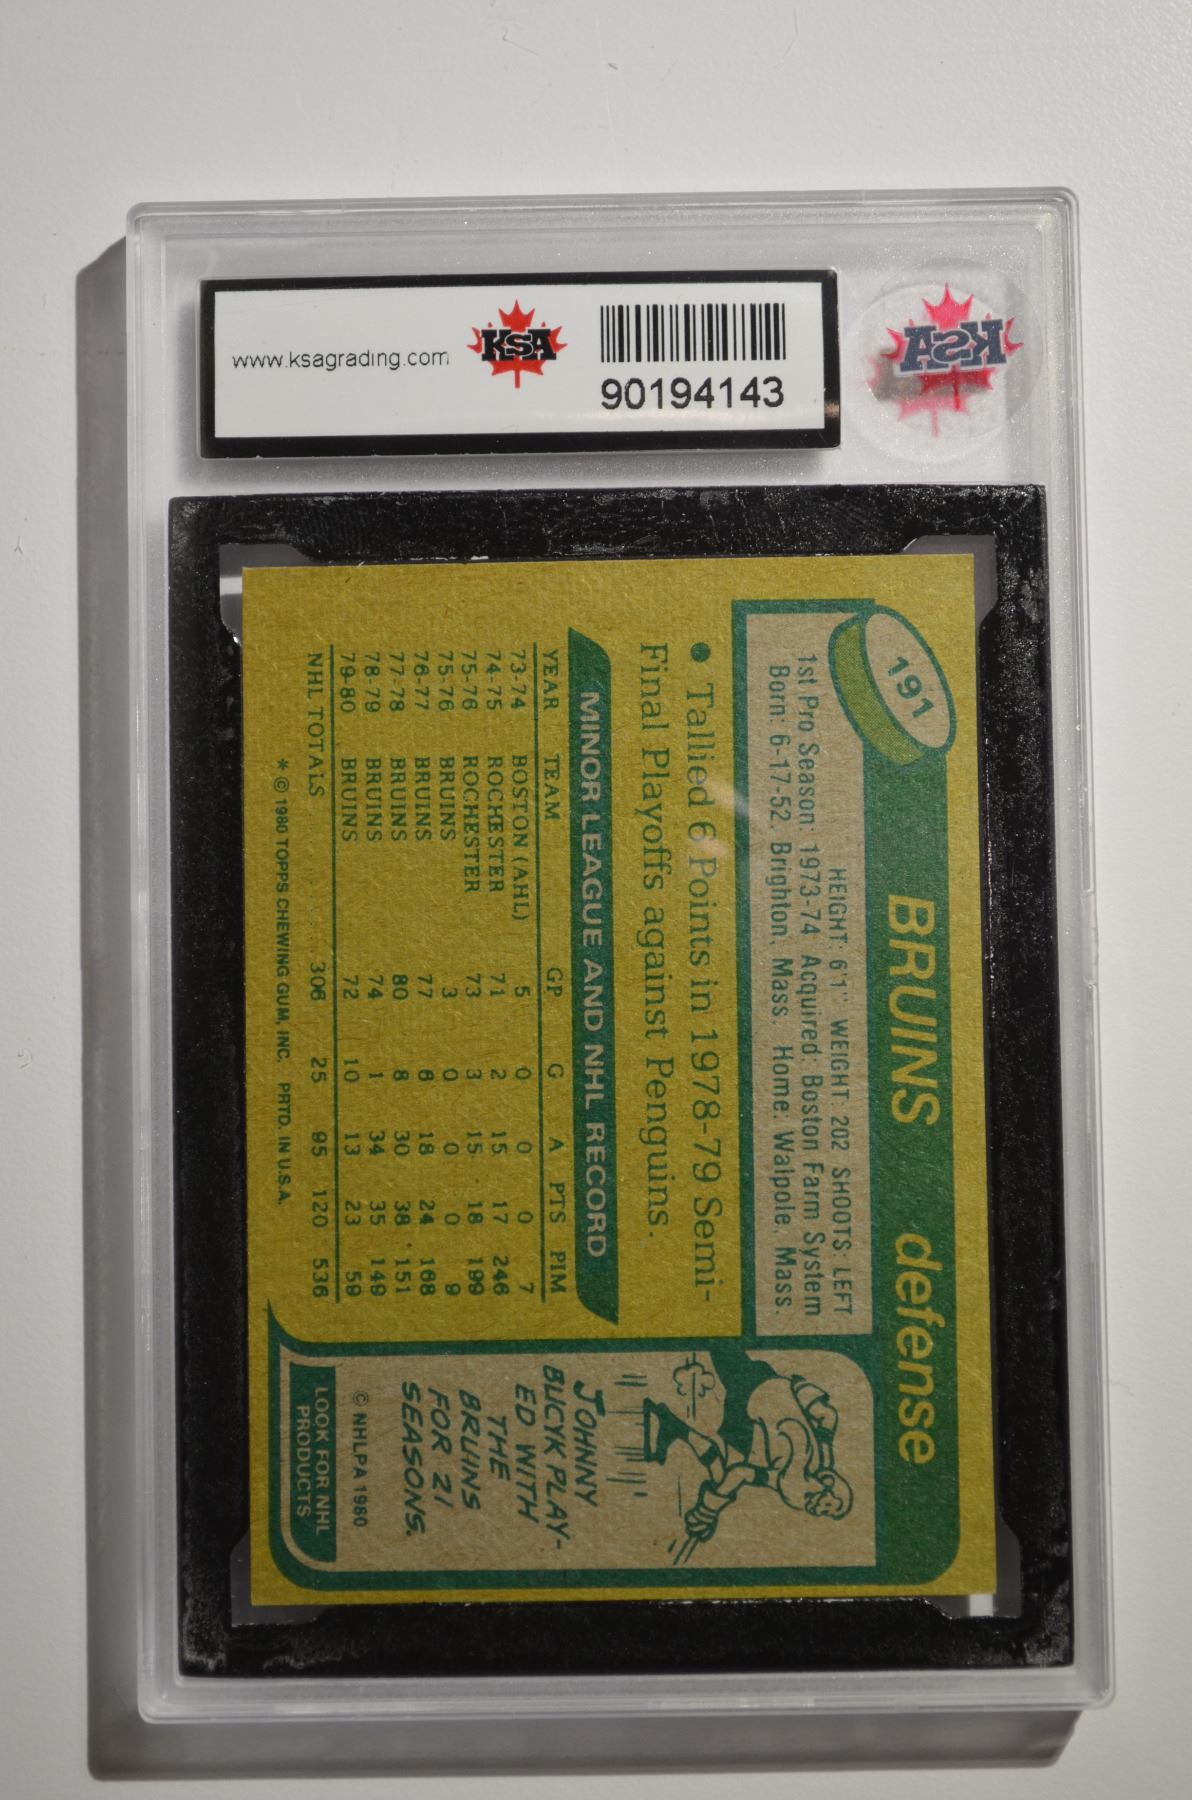 www.ksagrading.com
KSA
90194143
KSA
191
BRUINS defense
HEIGHT: 6'1" WEIGHT: 202 SHOOTS: LEFT
1st Pro Season: 1973-74 Acquired: Boston Farm System
Born: 6-17-52, Brighton, Mass. Home: Walpole, Mass.
• Tallied 6 Points in 1978-79 Semi-
Final Playoffs against Penguins.
MINOR LEAGUE AND NHL RECORD
YEAR TEAM GP G A PTS PIM
73-74 BOSTON (AHL) 5 0 0 0 7
74-75 ROCHESTER 71 2 15 17 246
75-76 ROCHESTER 73 3 15 18 199
75-76 BRUINS 3 0 0 0 9
76-77 BRUINS 77 6 18 24 168
77-78 BRUINS 80 8 30 38 151
78-79 BRUINS 74 1 34 35 149
79-80 BRUINS 72 10 13 23 59
NHL TOTALS 306 25 95 120 536
* © 1980 TOPPS CHEWING GUM, INC. PRTD. IN U.S.A.
JOHNNY
BUCYK PLAY-
ED WITH
THE
BRUINS
FOR 21
SEASONS.
© NHLPA 1980
LOOK FOR NHL
PRODUCTS